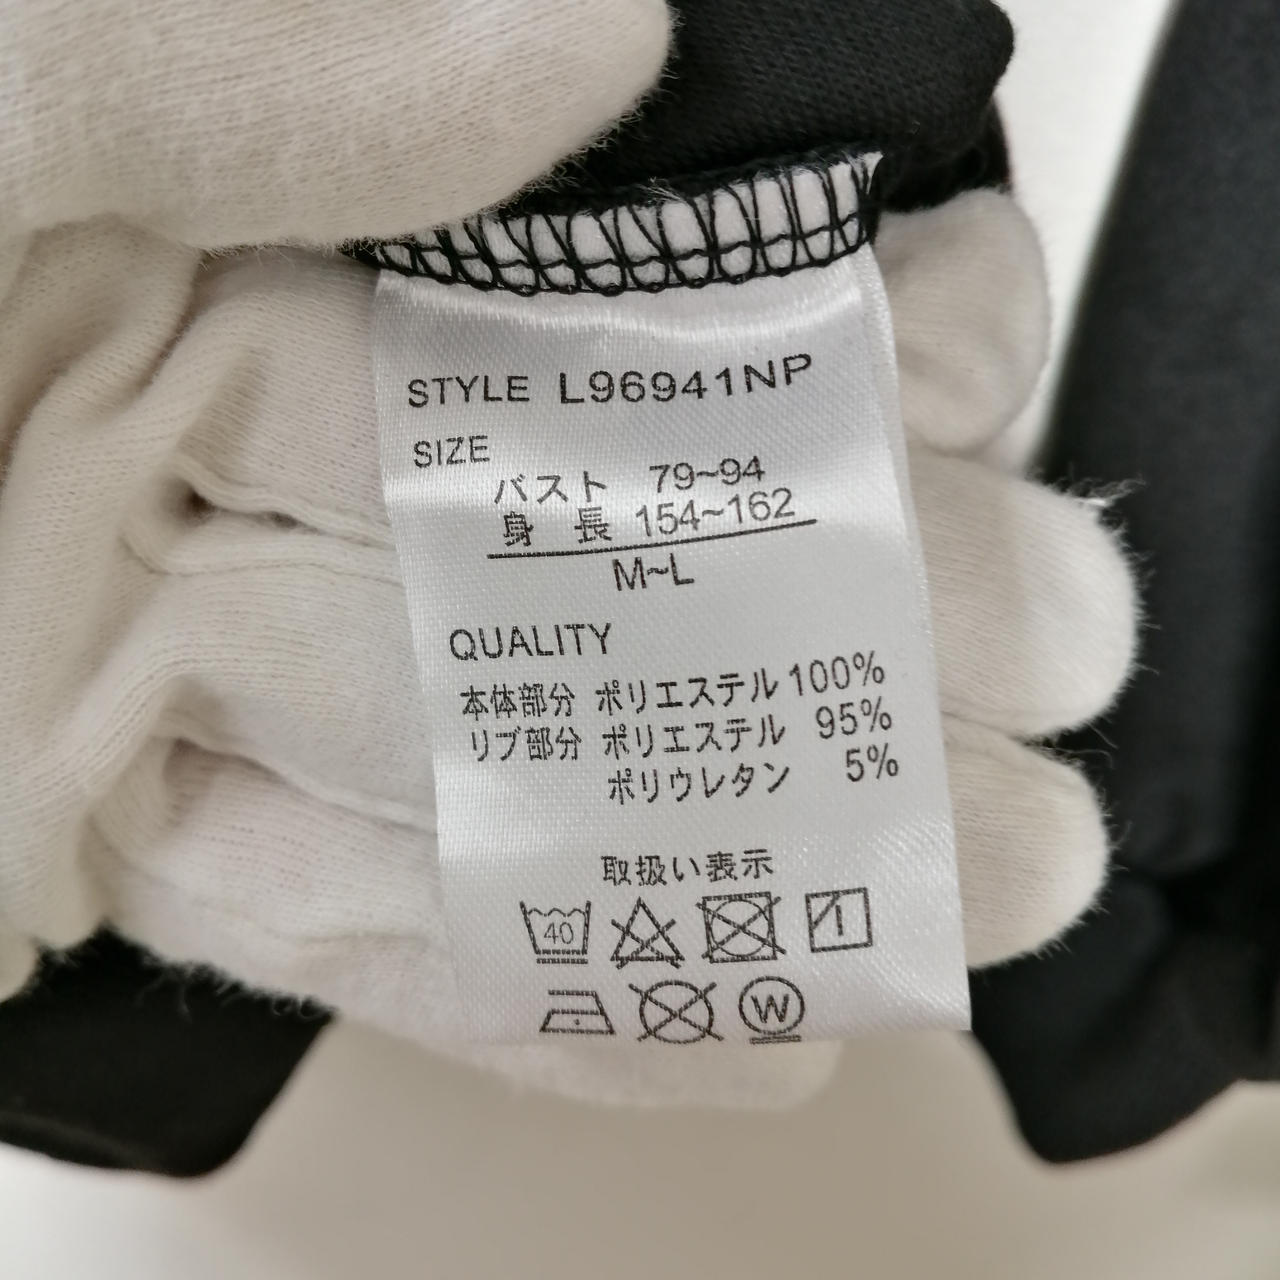 STYLE L96941NP
SIZE
バスト 79~94
身 長 154~162
M~L
QUALITY
本体部分 ポリエステル 100%
リブ部分 ポリエステル 95%
ポリウレタン 5%
取扱い表示
40
W